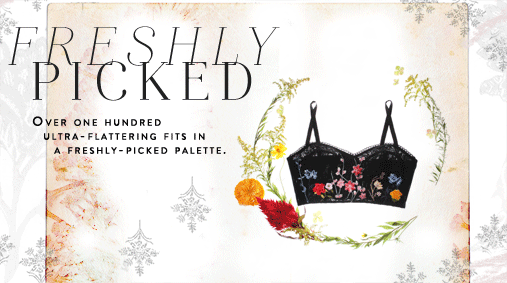 FRESHLY
PICKED
OVER ONE HUNDRED
ULTRA-FLATTERING FITS IN
A FRESHLY-PICKED PALETTE.